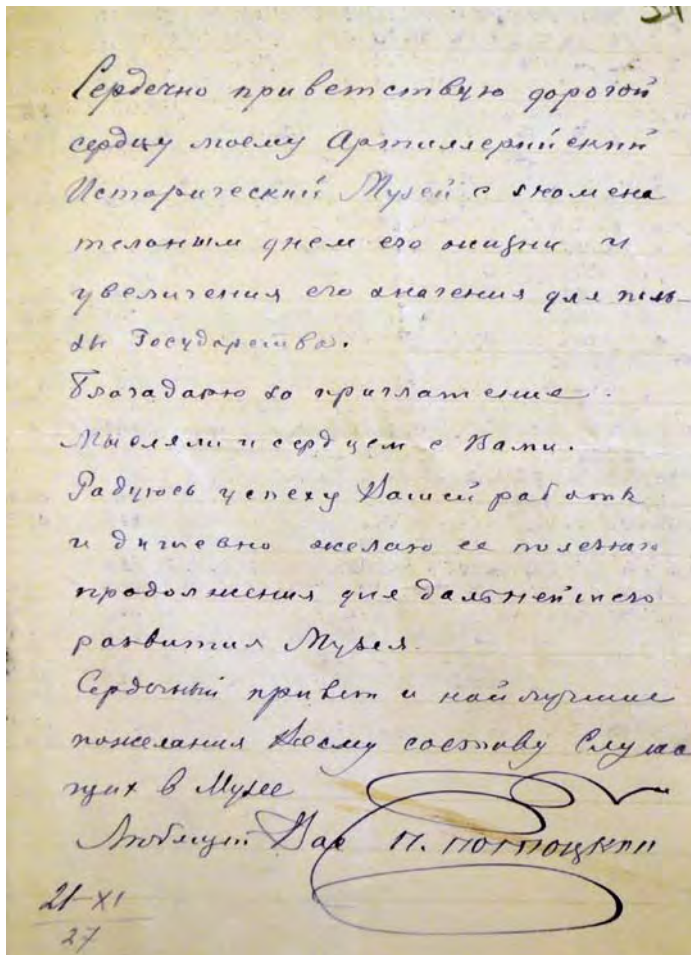 Сердечно приветствую дорогой
сердцу моему Артиллерийский
Исторический Музей с знамена
тельным днем его жизни и
увеличения его значения для поль-
зы Государства.
Благадарю за приглашение.
Мыслями и сердцем с Вами.
Радуюсь успеху Вашей работы
и душевно желаю ее полезнаго
продолжения для дальнейшего
развития Музея.
Сердечный привет и наилучшие
пожелания Всему составу Служа
щих в Музее
Любящий Вас П. Потоцкий
21-XI
27